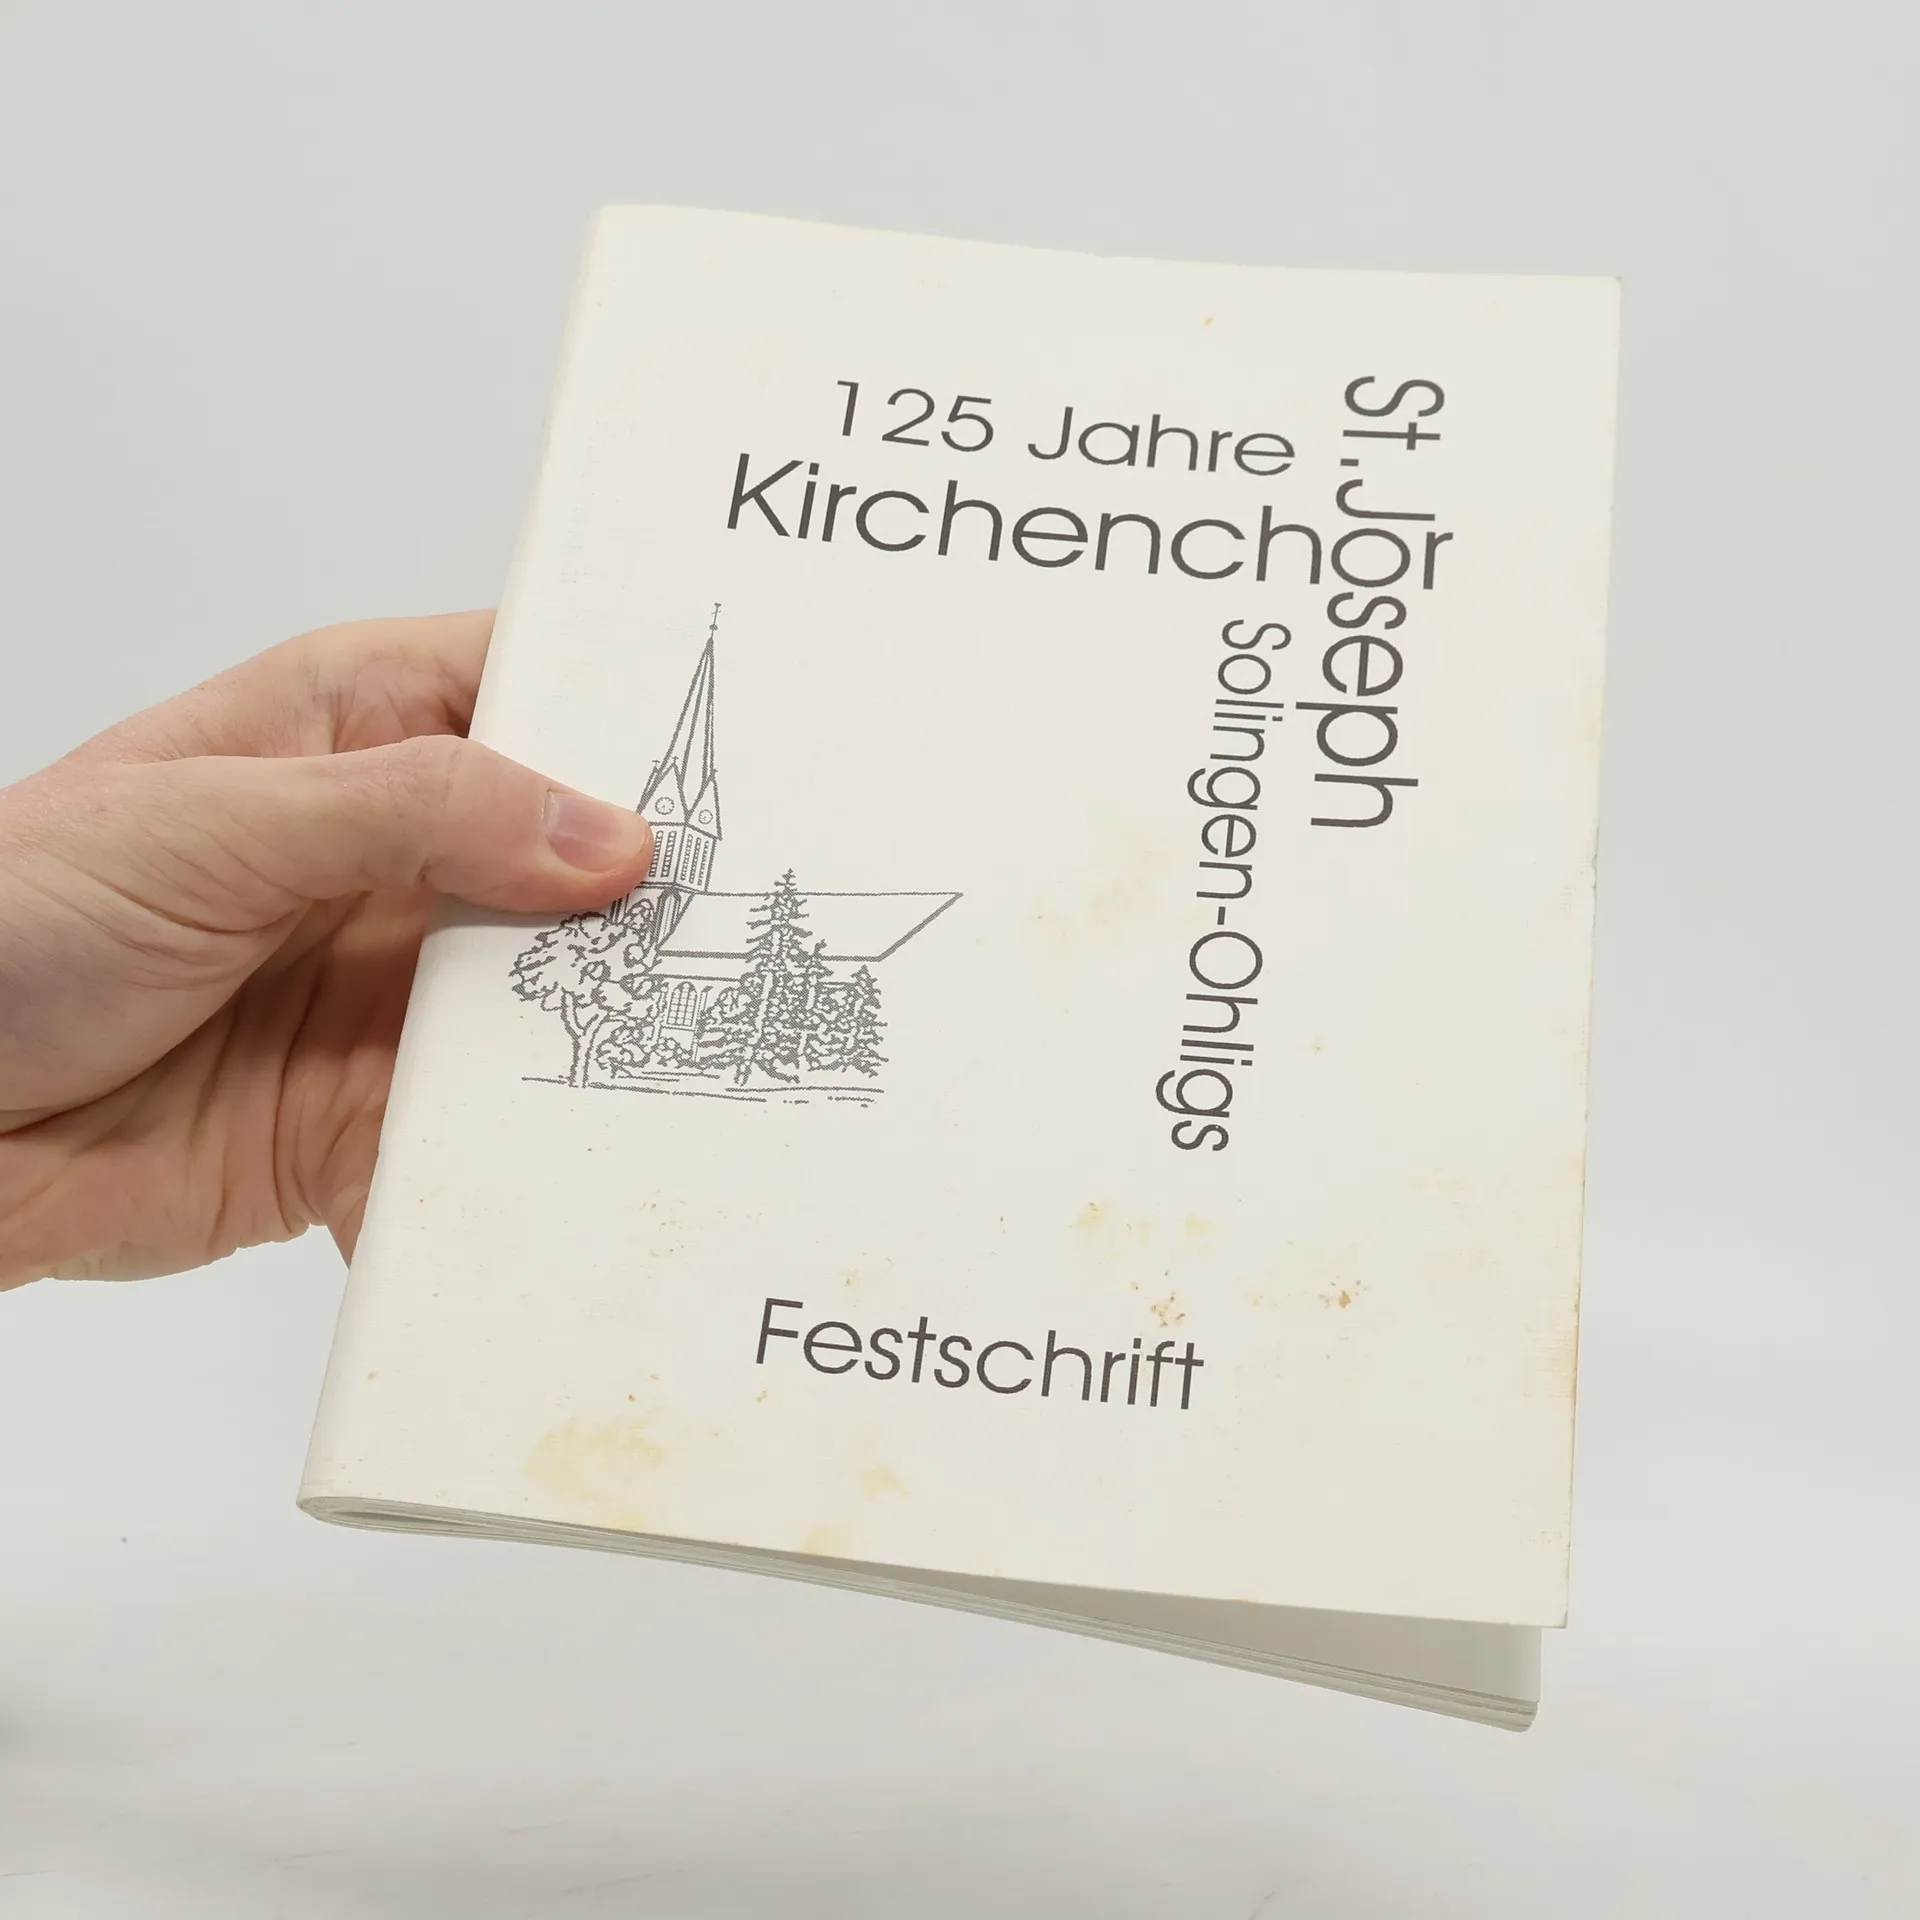 125 Jahre
Kirchenchor
St. Joseph
Solingen-Ohligs
Festschrift